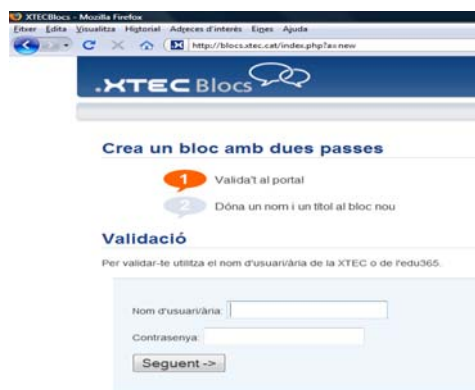 XTECBlocs - Mozilla Firefox
Fitxer Edita Visualitza Historial Adreces d'interès Eines Ajuda
http://blocs.xtec.cat/index.php?a=new
.XTEC Blocs
Crea un bloc amb dues passes
1 Valida't al portal
2 Dóna un nom i un títol al bloc nou
Validació
Per validar-te utilitza el nom d'usuari/ària de la XTEC o de l'edu365.
Nom d'usuari/ària:
Contrasenya:
Seguent ->